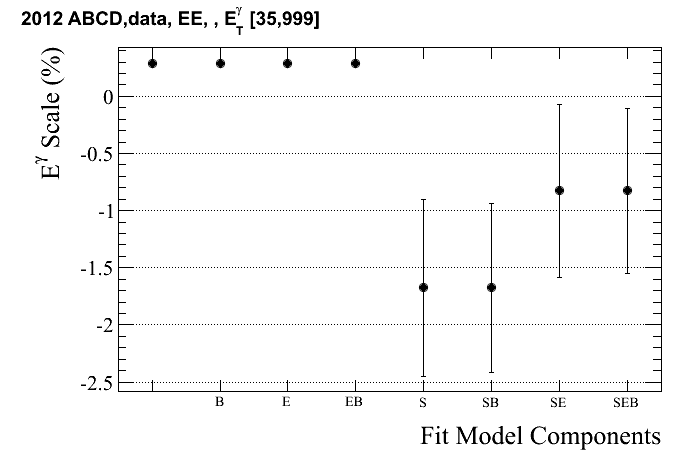 2012 ABCD,data, EE, , E_T^γ [35,999]
E^γ Scale (%)
0
-0.5
-1
-1.5
-2
-2.5
B E EB S SB SE SEB
Fit Model Components